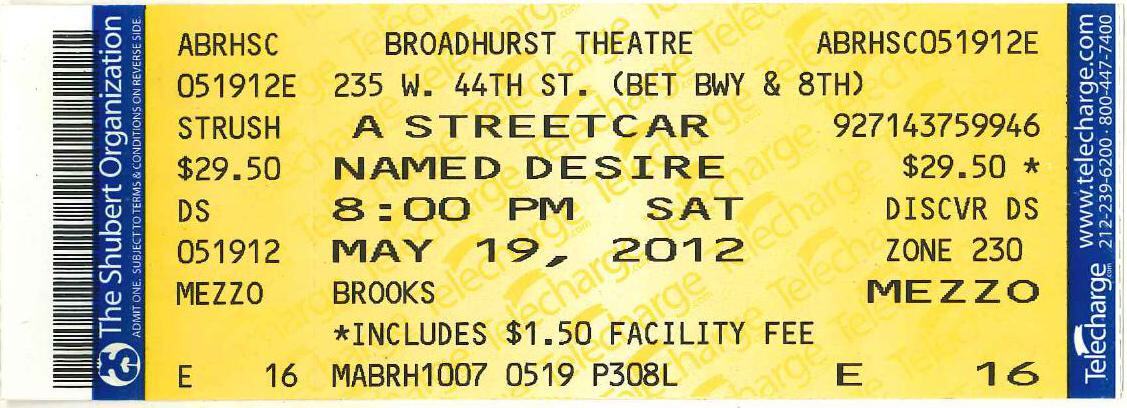 The Shubert Organization
ADMIT ONE. SUBJECT TO TERMS & CONDITIONS ON REVERSE SIDE.
ABRHSC BROADHURST THEATRE ABRHSC051912E
051912E 235 W. 44TH ST. (BET BWY & 8TH)
STRUSH A STREETCAR 927143759946
$29.50 NAMED DESIRE $29.50 *
DS 8:00 PM SAT DISCVR DS
051912 MAY 19, 2012 ZONE 230
MEZZO BROOKS MEZZO
*INCLUDES $1.50 FACILITY FEE
E 16 MABRH1007 0519 P308L E 16
Telecharge.com www.telecharge.com
212-239-6200 · 800-447-7400